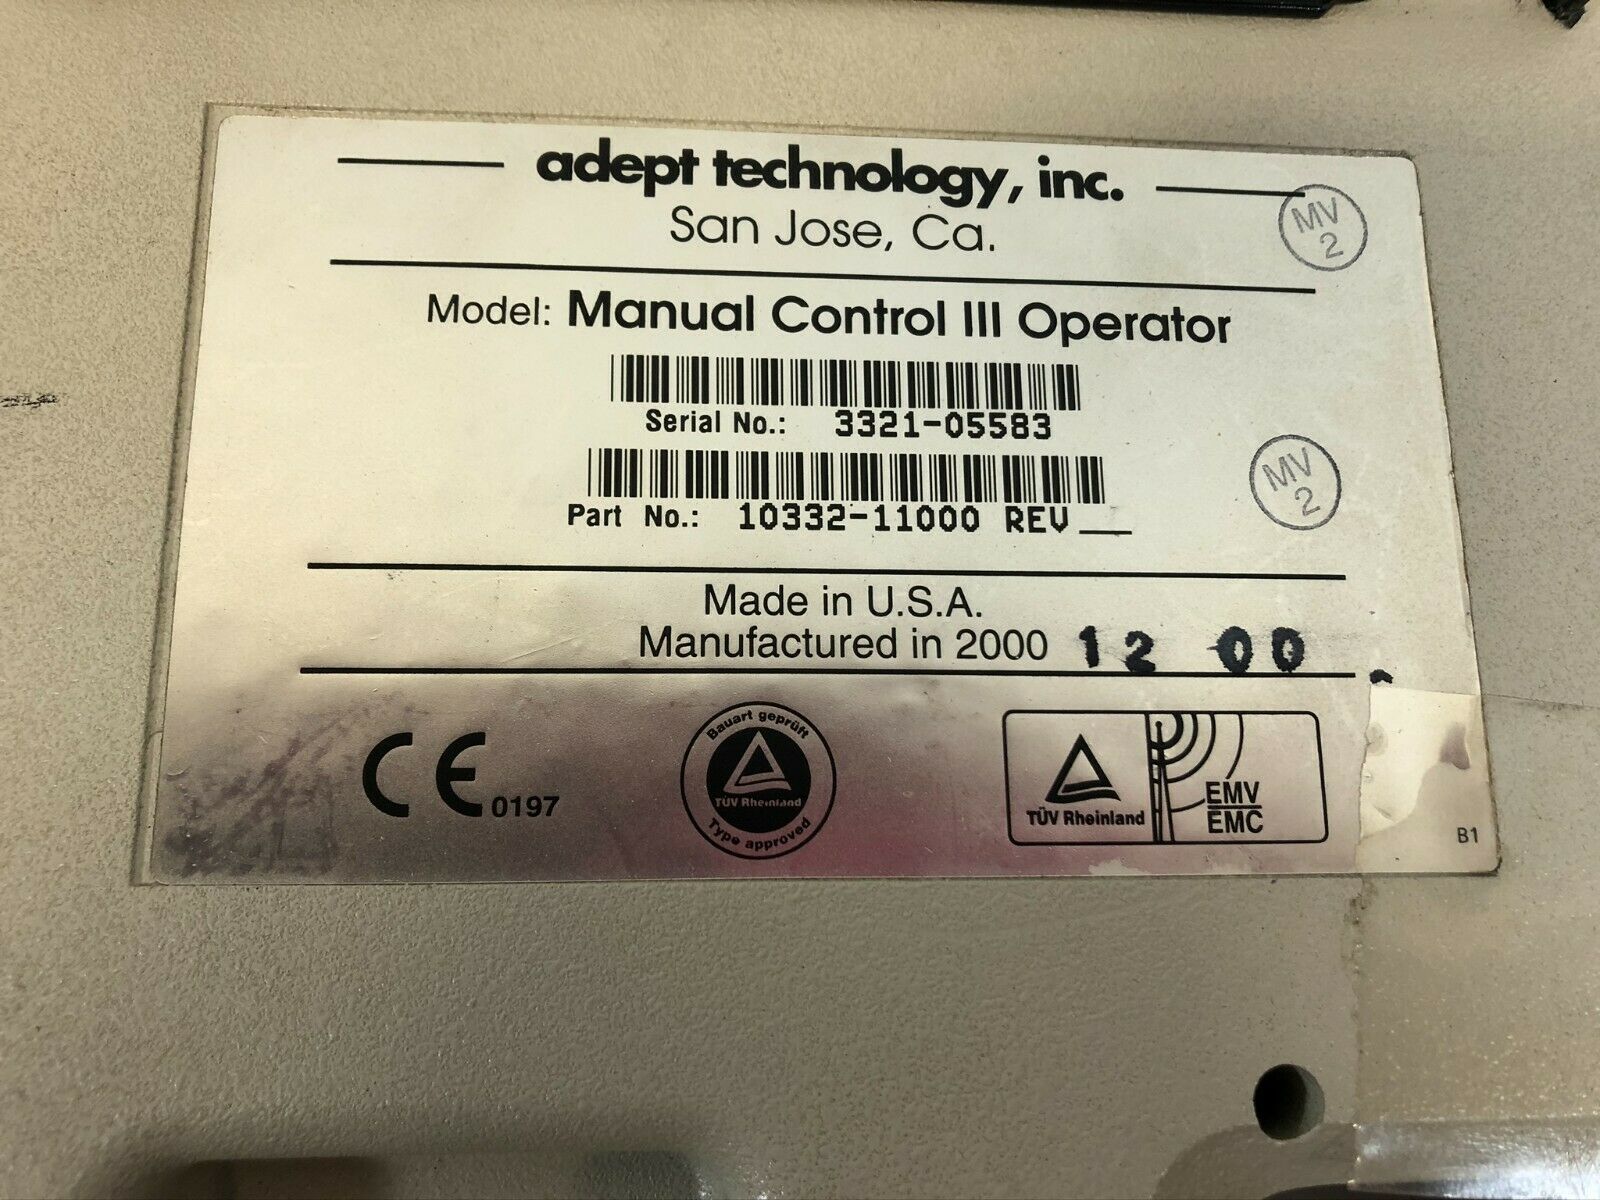 adept technology, inc.
San Jose, Ca.
MV
2
Model: Manual Control III Operator
Serial No.: 3321-05583
Part No.: 10332-11000 REV __
MV
2
Made in U.S.A.
Manufactured in 2000 12 00
CE 0197
Bauart geprüft
TÜV Rheinland
Type approved
TÜV Rheinland
EMV
EMC
B1